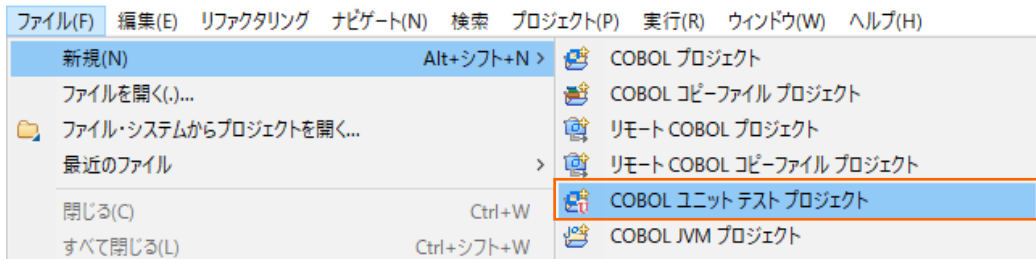 ファイル(F) 編集(E) リファクタリング ナビゲート(N) 検索 プロジェクト(P) 実行(R) ウィンドウ(W) ヘルプ(H)
新規(N) Alt+シフト+N >
ファイルを開く(.)...
ファイル・システムからプロジェクトを開く...
最近のファイル >
閉じる(C) Ctrl+W
すべて閉じる(L) Ctrl+シフト+W
COBOL プロジェクト
COBOL コピーファイル プロジェクト
リモート COBOL プロジェクト
リモート COBOL コピーファイル プロジェクト
COBOL ユニット テスト プロジェクト
COBOL JVM プロジェクト